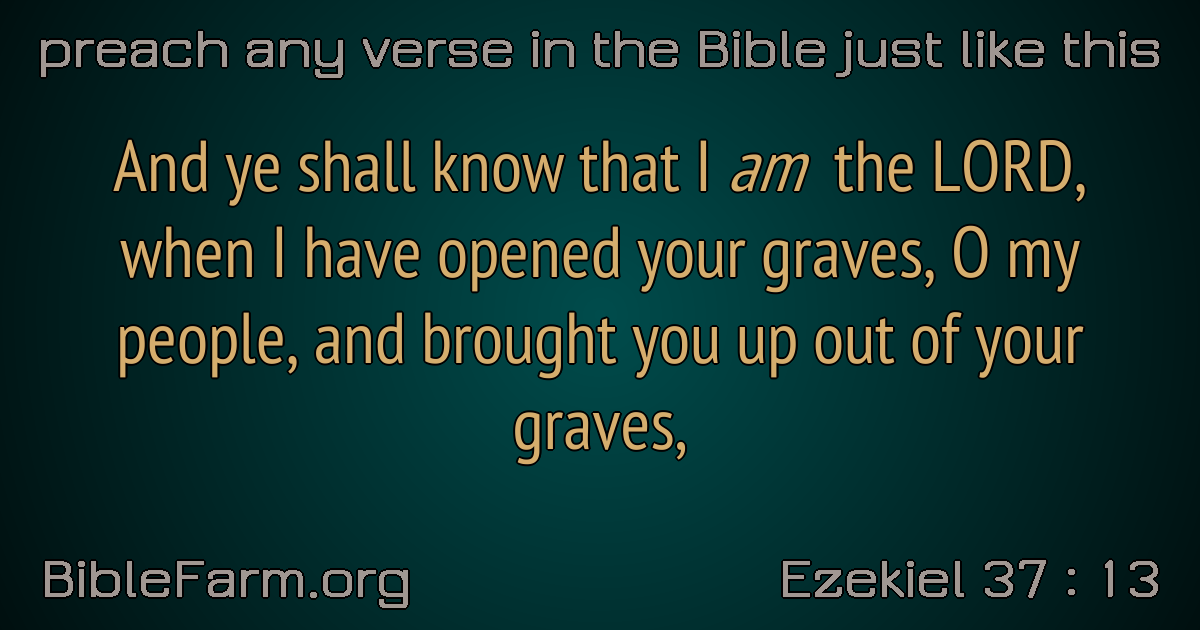 preach any verse in the Bible just like this
And ye shall know that I am the LORD,
when I have opened your graves, O my
people, and brought you up out of your
graves,
BibleFarm.org
Ezekiel 37 : 13